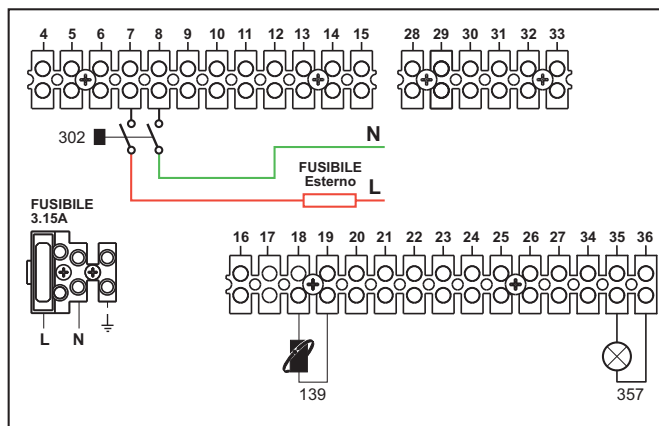 4 5 6 7 8 9 10 11 12 13 14 15 28 29 30 31 32 33
302
N
FUSIBILE
Esterno
L
FUSIBILE
3.15A
16 17 18 19 20 21 22 23 24 25 26 27 34 35 36
L N
139
357